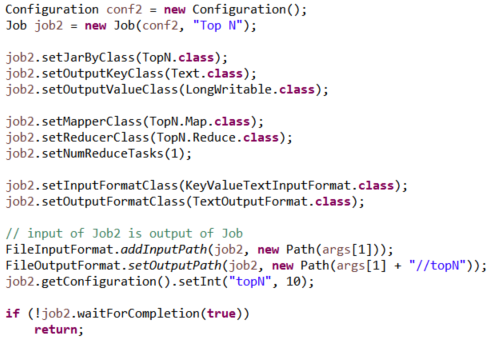 Configuration conf2 = new Configuration();
Job job2 = new Job(conf2, "Top N");
job2.setJarByClass(TopN.class);
job2.setOutputKeyClass(Text.class);
job2.setOutputValueClass(LongWritable.class);
job2.setMapperClass(TopN.Map.class);
job2.setReducerClass(TopN.Reduce.class);
job2.setNumReduceTasks(1);
job2.setInputFormatClass(KeyValueTextInputFormat.class);
job2.setOutputFormatClass(TextOutputFormat.class);
// input of Job2 is output of Job
FileInputFormat.addInputPath(job2, new Path(args[1]));
FileOutputFormat.setOutputPath(job2, new Path(args[1] + "//topN"));
job2.getConfiguration().setInt("topN", 10);
if (!job2.waitForCompletion(true))
return;